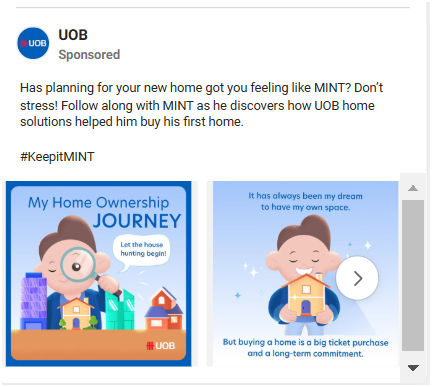 UOB
UOB
Sponsored
Has planning for your new home got you feeling like MINT? Don't
stress! Follow along with MINT as he discovers how UOB home
solutions helped him buy his first home.
#KeepitMINT
My Home Ownership
JOURNEY
Let the house
hunting begin!
UOB
It has always been my dream
to have my own space.
But buying a home is a big ticket purchase
and a long-term commitment.